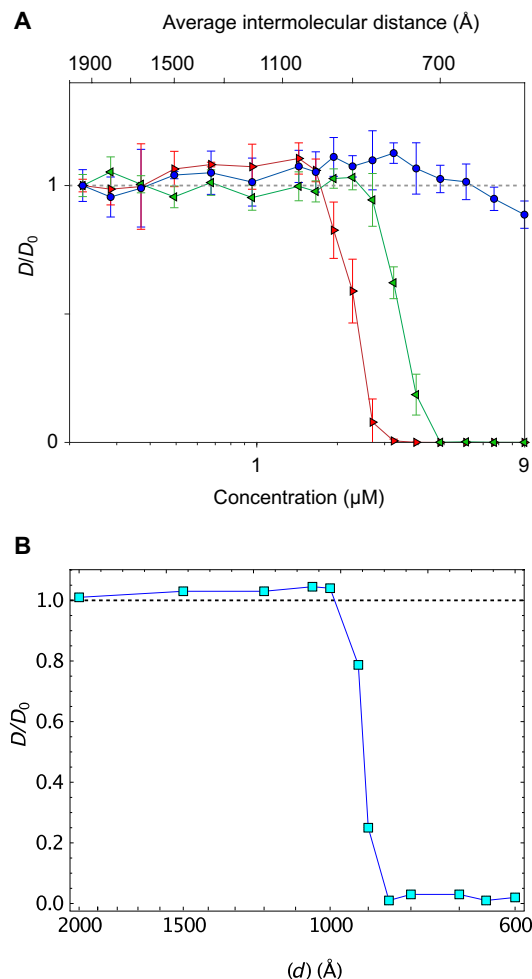 A
Average intermolecular distance (Å)
1900 1500 1100 700
1
D/D0
0
1 9
Concentration (μM)
B
1.0
0.8
0.6
0.4
0.2
0.0
D/D0
2000 1500 1000 600
(d) (Å)